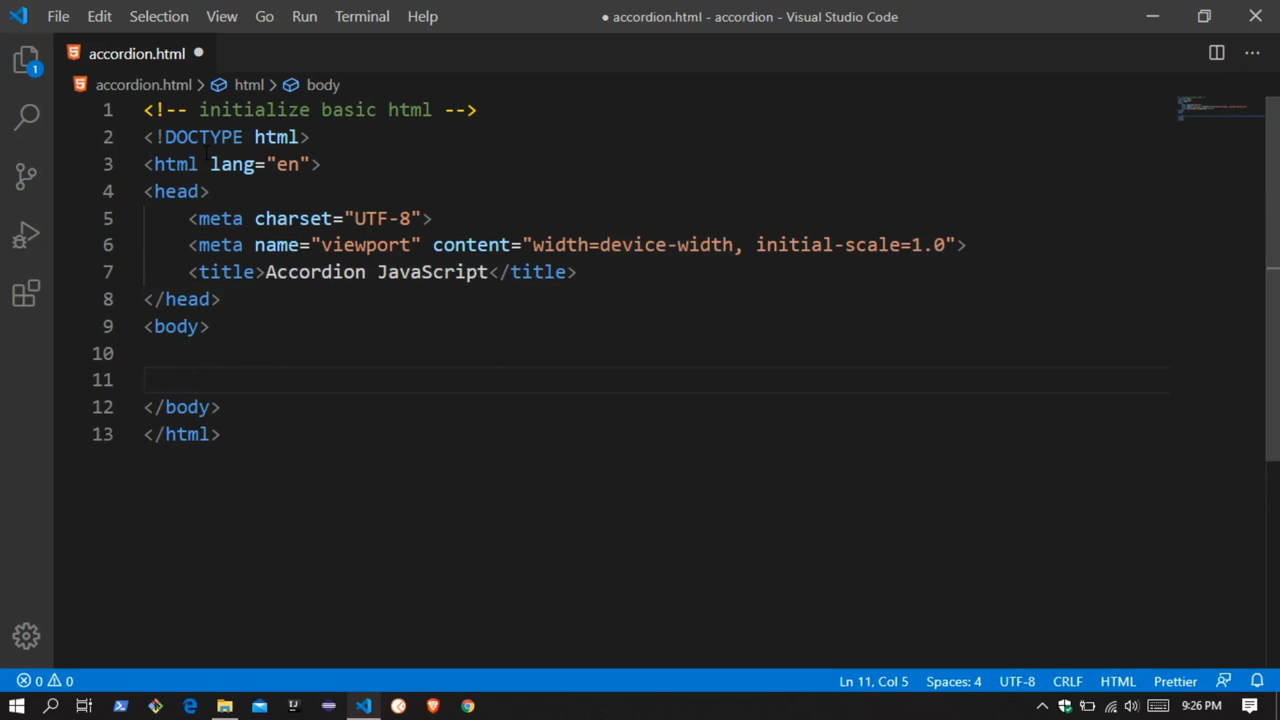 File Edit Selection View Go Run Terminal Help ● accordion.html - accordion - Visual Studio Code
accordion.html ●
accordion.html > html > body
1
1 <!-- initialize basic html -->
2 <!DOCTYPE html>
3 <html lang="en">
4 <head>
5 <meta charset="UTF-8">
6 <meta name="viewport" content="width=device-width, initial-scale=1.0">
7 <title>Accordion JavaScript</title>
8 </head>
9 <body>
10
11
12 </body>
13 </html>
0 0 Ln 11, Col 5 Spaces: 4 UTF-8 CRLF HTML Prettier
9:26 PM